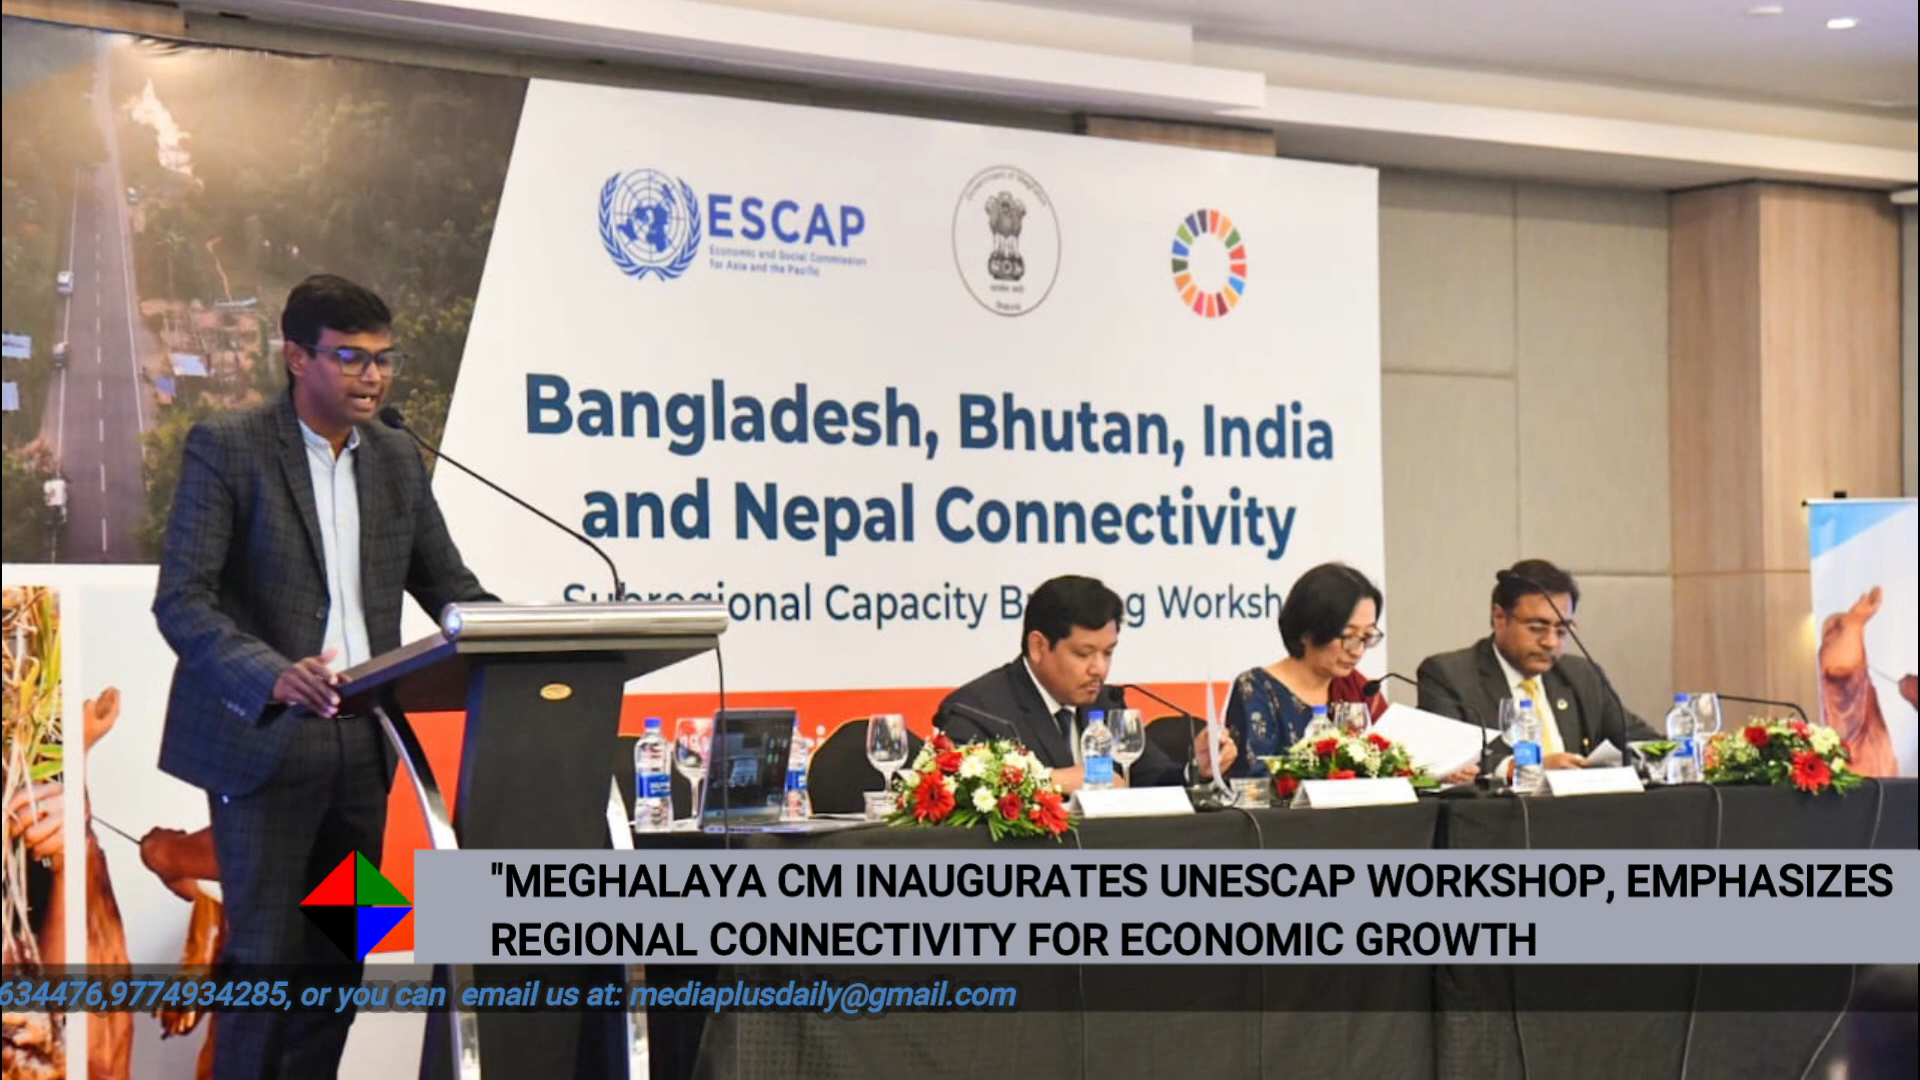 ESCAP
Economic and Social Commission
for Asia and the Pacific
Bangladesh, Bhutan, India
and Nepal Connectivity
Subregional Capacity
"MEGHALAYA CM INAUGURATES UNESCAP WORKSHOP, EMPHASIZES
REGIONAL CONNECTIVITY FOR ECONOMIC GROWTH
634476,9774934285, or you can email us at: mediaplusdaily@gmail.com